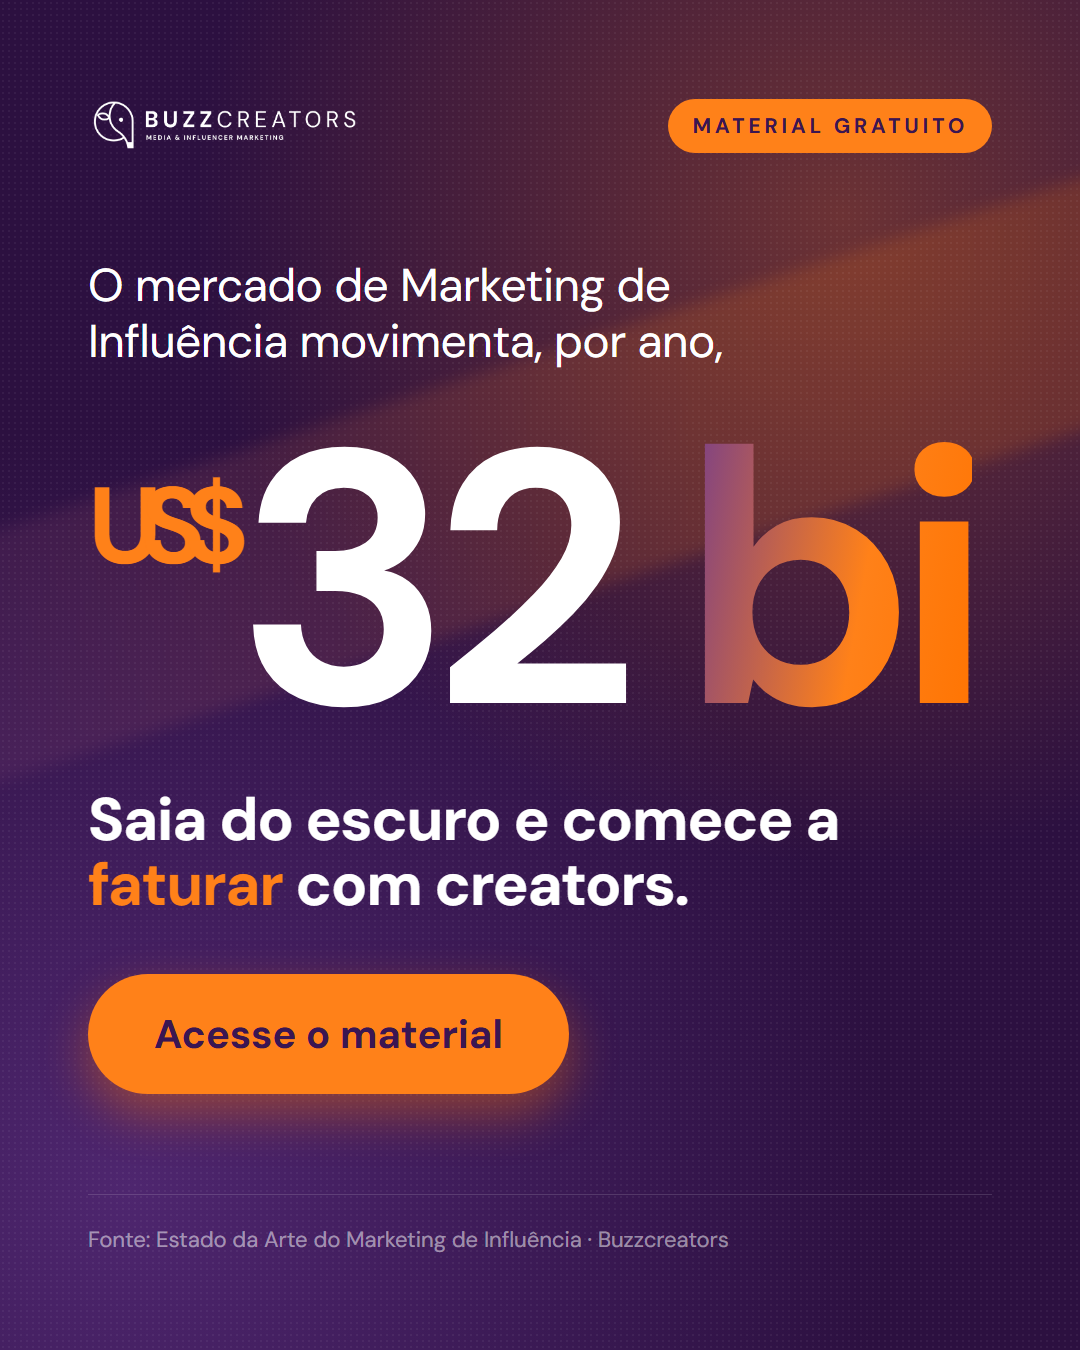 BUZZCREATORS
MEDIA & INFLUENCER MARKETING
MATERIAL GRATUITO
O mercado de Marketing de
Influência movimenta, por ano,
US$32 bi
Saia do escuro e comece a
faturar com creators.
Acesse o material
Fonte: Estado da Arte do Marketing de Influência · Buzzcreators